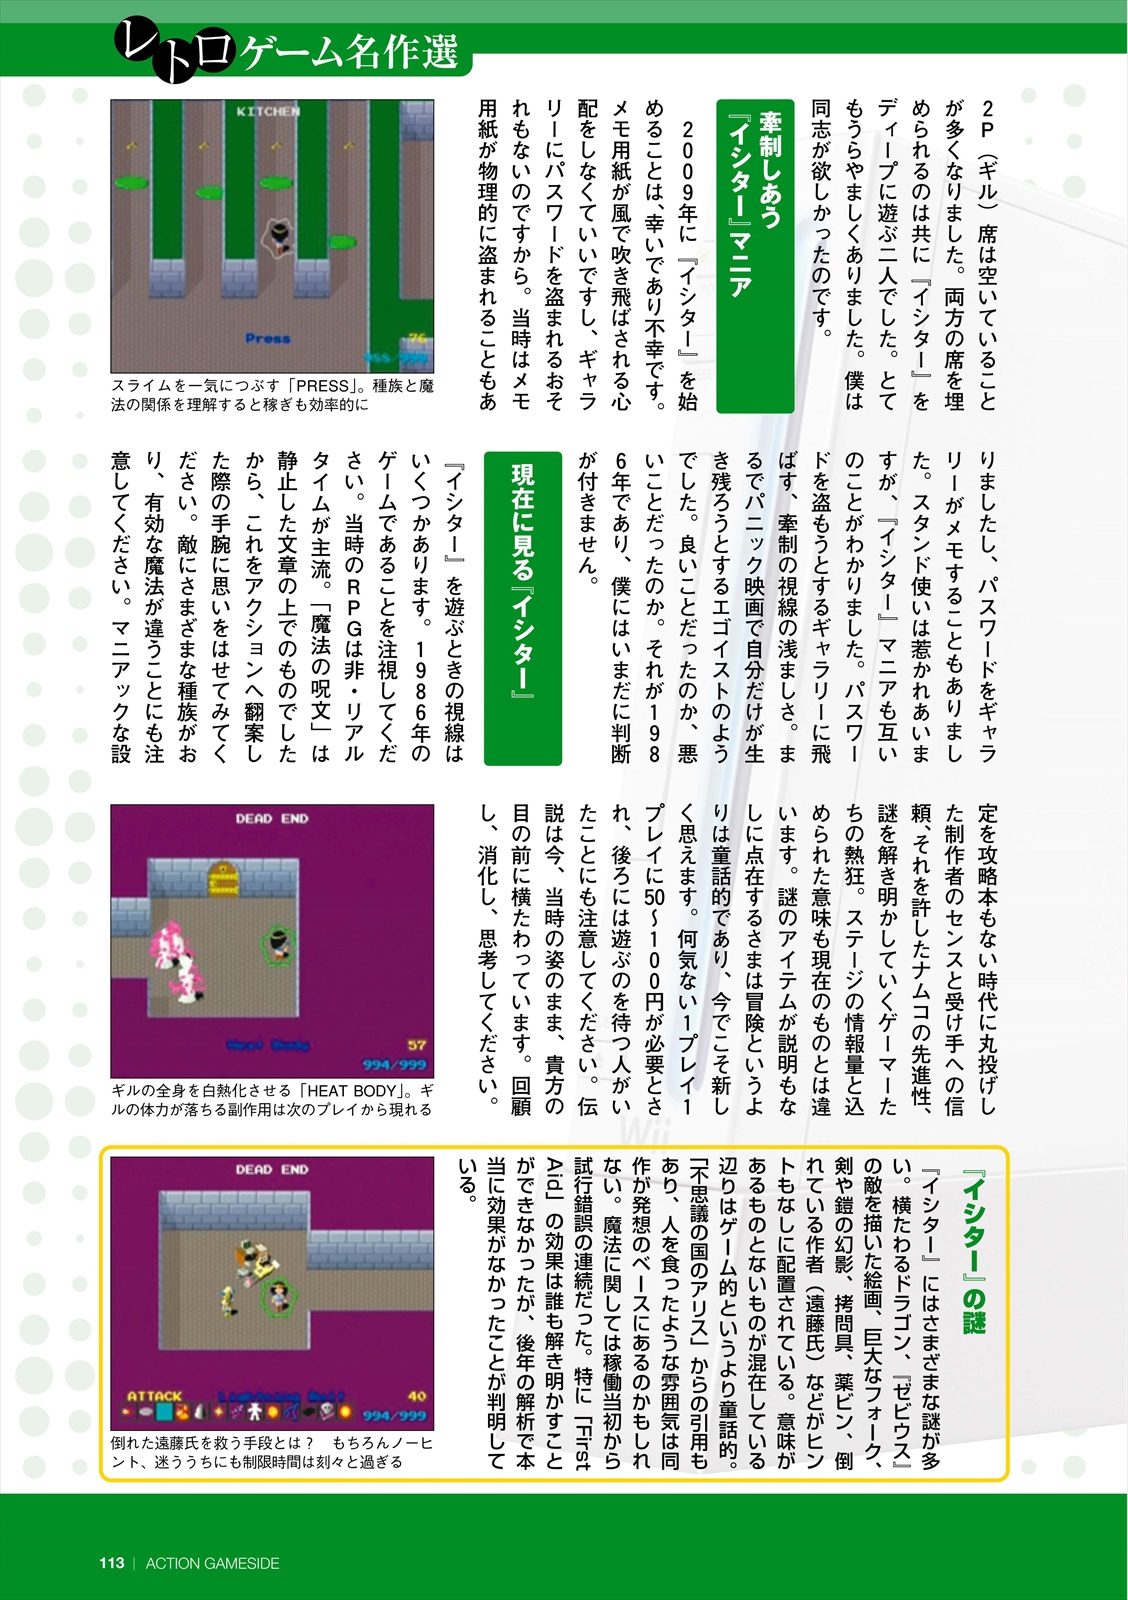 レトロゲーム名作選
2P（ギル）席は空いていること
が多くなりました。両方の席を埋
められるのは共に『イシター』を
ディープに遊ぶ二人でした。とて
もうらやましくありました。僕は
同志が欲しかったのです。
牽制しあう
『イシター』マニア
2009年に『イシター』を始
めることは、幸いであり不幸です。
メモ用紙が風で吹き飛ばされる心
配をしなくていいですし、ギャラ
リーにパスワードを盗まれるおそ
れもないのですから。当時はメモ
用紙が物理的に盗まれることもあ
KITCHEN
Press
76
988/999
スライムを一気につぶす「PRESS」。種族と魔
法の関係を理解すると稼ぎも効率的に
りましたし、パスワードをギャラ
リーがメモすることもありまし
た。スタンド使いは惹かれあいま
すが、『イシター』マニアも互い
のことがわかりました。パスワー
ドを盗もうとするギャラリーに飛
ばす、牽制の視線の浅ましさ。ま
るでパニック映画で自分だけが生
き残ろうとするエゴイストのよう
でした。良いことだったのか、悪
いことだったのか。それが198
6年であり、僕にはいまだに判断
が付きません。
現在に見る『イシター』
『イシター』を遊ぶときの視線は
いくつかあります。1986年の
ゲームであることを注視してくだ
さい。当時のRPGは非・リアル
タイムが主流。「魔法の呪文」は
静止した文章の上でのものでした
から、これをアクションへ翻案し
た際の手腕に思いをはせてみてく
ださい。敵にさまざまな種族がお
り、有効な魔法が違うことにも注
意してください。マニアックな設
定を攻略本もない時代に丸投げし
た制作者のセンスと受け手への信
頼、それを許したナムコの先進性、
謎を解き明かしていくゲーマーた
ちの熱狂。ステージの情報量と込
められた意味も現在のものとは違
います。謎のアイテムが説明もな
しに点在するさまは冒険というよ
りは童話的であり、今でこそ新し
く思えます。何気ない1プレイ1
プレイに50～100円が必要とさ
れ、後ろには遊ぶのを待つ人がい
たことにも注意してください。伝
説は今、当時の姿のまま、貴方の
目の前に横たわっています。回顧
し、消化し、思考してください。
DEAD END
Heat Body
57
994/999
ギルの全身を白熱化させる「HEAT BODY」。ギ
ルの体力が落ちる副作用は次のプレイから現れる
『イシター』の謎
『イシター』にはさまざまな謎が多
い。横たわるドラゴン、『ゼビウス』
の敵を描いた絵画、巨大なフォーク、
剣や鎧の幻影、拷問具、薬ビン、倒
れている作者（遠藤氏）などがヒン
トもなしに配置されている。意味が
あるものとないものが混在している
辺りはゲーム的というより童話的。
「不思議の国のアリス」からの引用も
あり、人を食ったような雰囲気は同
作が発想のベースにあるのかもしれ
ない。魔法に関しては稼働当初から
試行錯誤の連続だった。特に「First
Aid」の効果は誰も解き明かすこと
ができなかったが、後年の解析で本
当に効果がなかったことが判明して
いる。
DEAD END
ATTACK
Lightning Bolt
40
994/999
倒れた遠藤氏を救う手段とは？　もちろんノーヒ
ント、迷ううちにも制限時間は刻々と過ぎる
Wii
113 | ACTION GAMESIDE